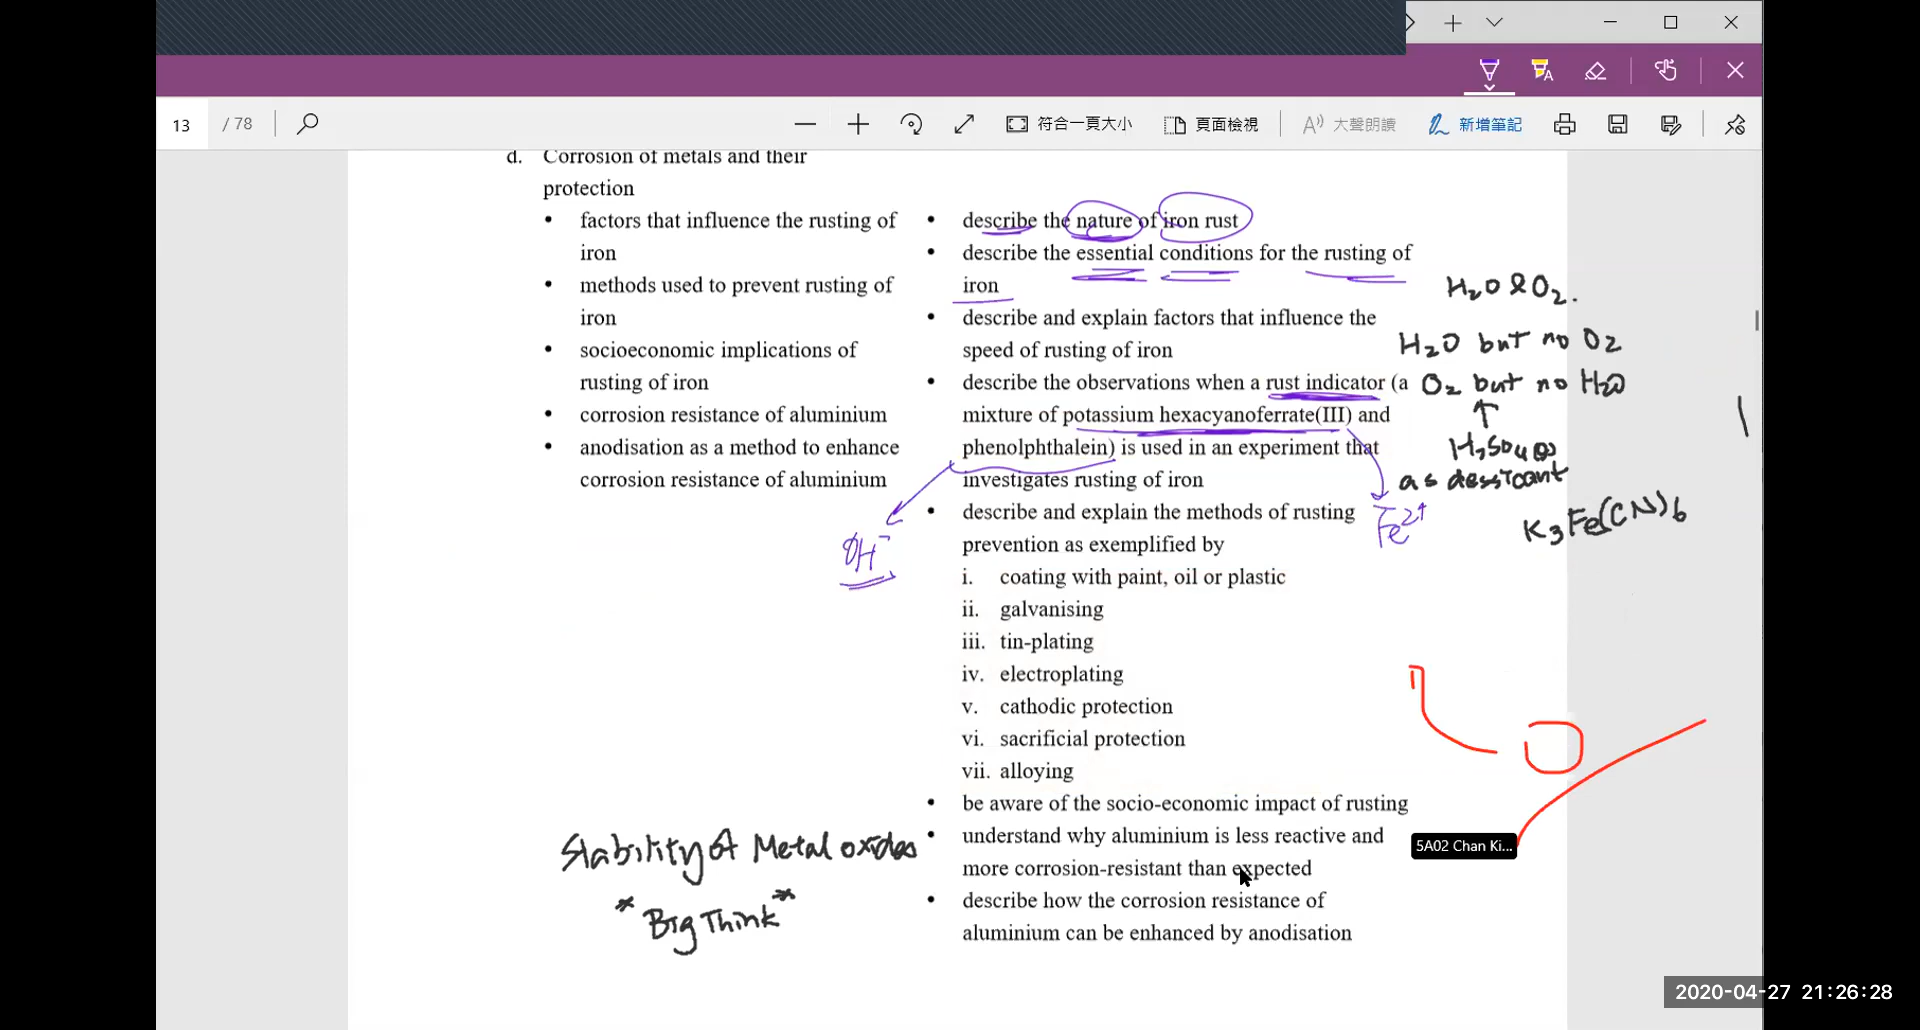 13 / 78
符合一頁大小
頁面檢視
大聲朗讀
新增筆記
d. Corrosion of metals and their
protection
• factors that influence the rusting of
iron
• methods used to prevent rusting of
iron
• socioeconomic implications of
rusting of iron
• corrosion resistance of aluminium
• anodisation as a method to enhance
corrosion resistance of aluminium
• describe the nature of iron rust
• describe the essential conditions for the rusting of
iron
• describe and explain factors that influence the
speed of rusting of iron
• describe the observations when a rust indicator (a
mixture of potassium hexacyanoferrate(III) and
phenolphthalein) is used in an experiment that
investigates rusting of iron
• describe and explain the methods of rusting
prevention as exemplified by
i. coating with paint, oil or plastic
ii. galvanising
iii. tin-plating
iv. electroplating
v. cathodic protection
vi. sacrificial protection
vii. alloying
• be aware of the socio-economic impact of rusting
• understand why aluminium is less reactive and
more corrosion-resistant than expected
• describe how the corrosion resistance of
aluminium can be enhanced by anodisation
H2O & O2.
H2O but no O2
O2 but no H2O
H2SO4(l)
as dessicant
K3Fe(CN)6
Fe2+
OH-
Stability of Metal oxides
*Big Think*
5A02 Chan Ki...
2020-04-27 21:26:28